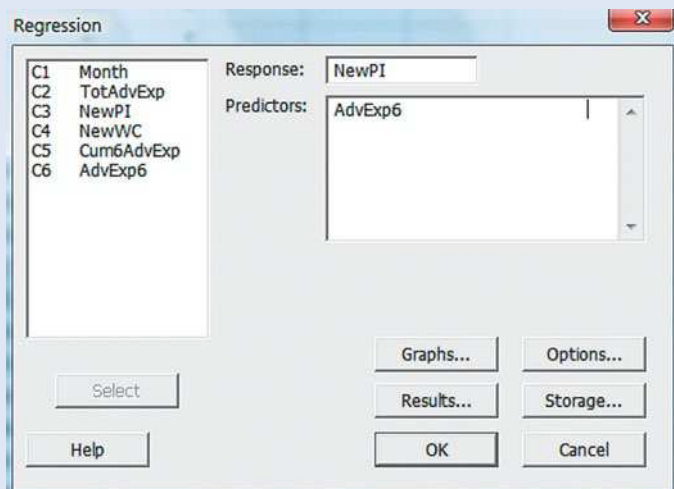 Regression
C1 Month
C2 TotAdvExp
C3 NewPI
C4 NewWC
C5 Cum6AdvExp
C6 AdvExp6
Response: NewPI
Predictors: AdvExp6
Select
Graphs... Options...
Results... Storage...
Help OK Cancel